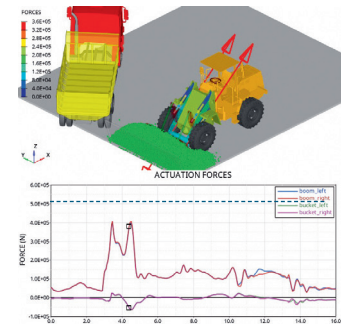 FORCES
3.6E+05
3.2E+05
2.8E+05
2.4E+05
2.0E+05
1.6E+05
1.2E+05
8.0E+04
4.0E+04
0.0E+00
Z
Y X
ACTUATION FORCES
6.0E+05
5.0E+05
4.0E+05
3.0E+05
2.0E+05
1.0E+05
0.0E+00
-1.0E+05
FORCE (N)
boom_left
boom_right
bucket_left
bucket_right
0.0 2.0 4.0 6.0 8.0 10.0 12.0 14.0 16.0